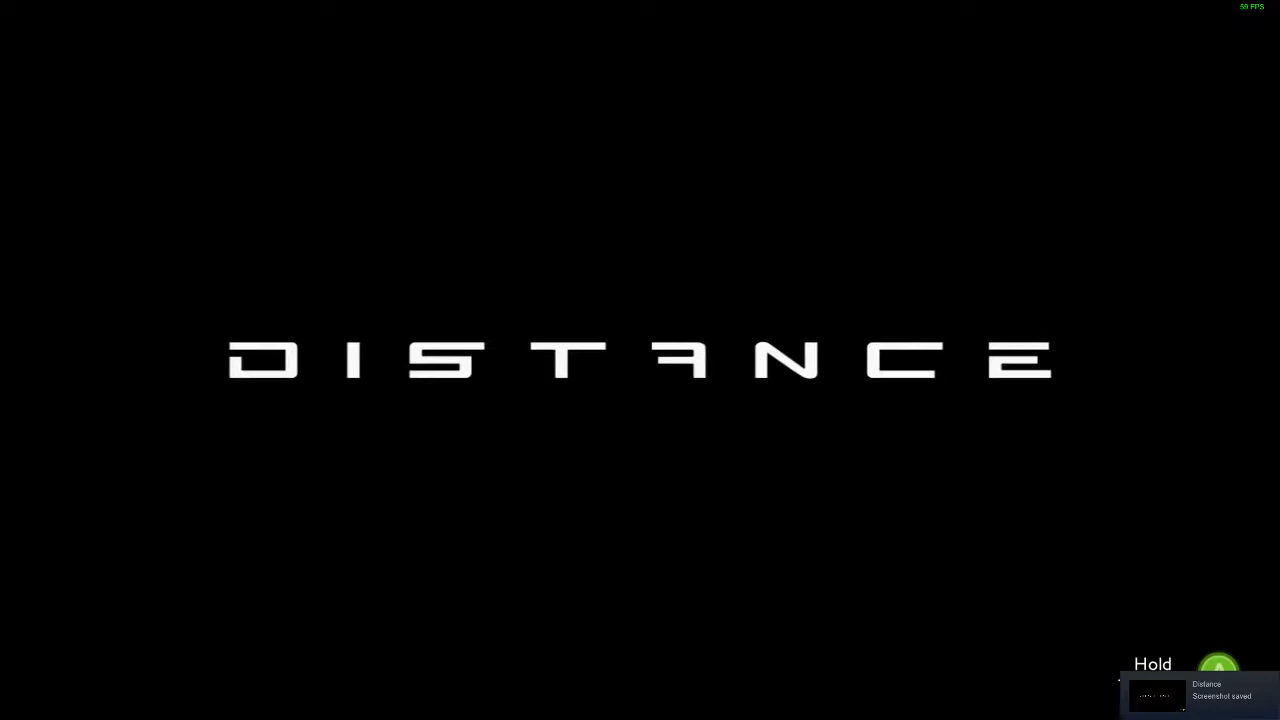 59 FPS
DISTANCE
Hold
A
Distance
Screenshot saved